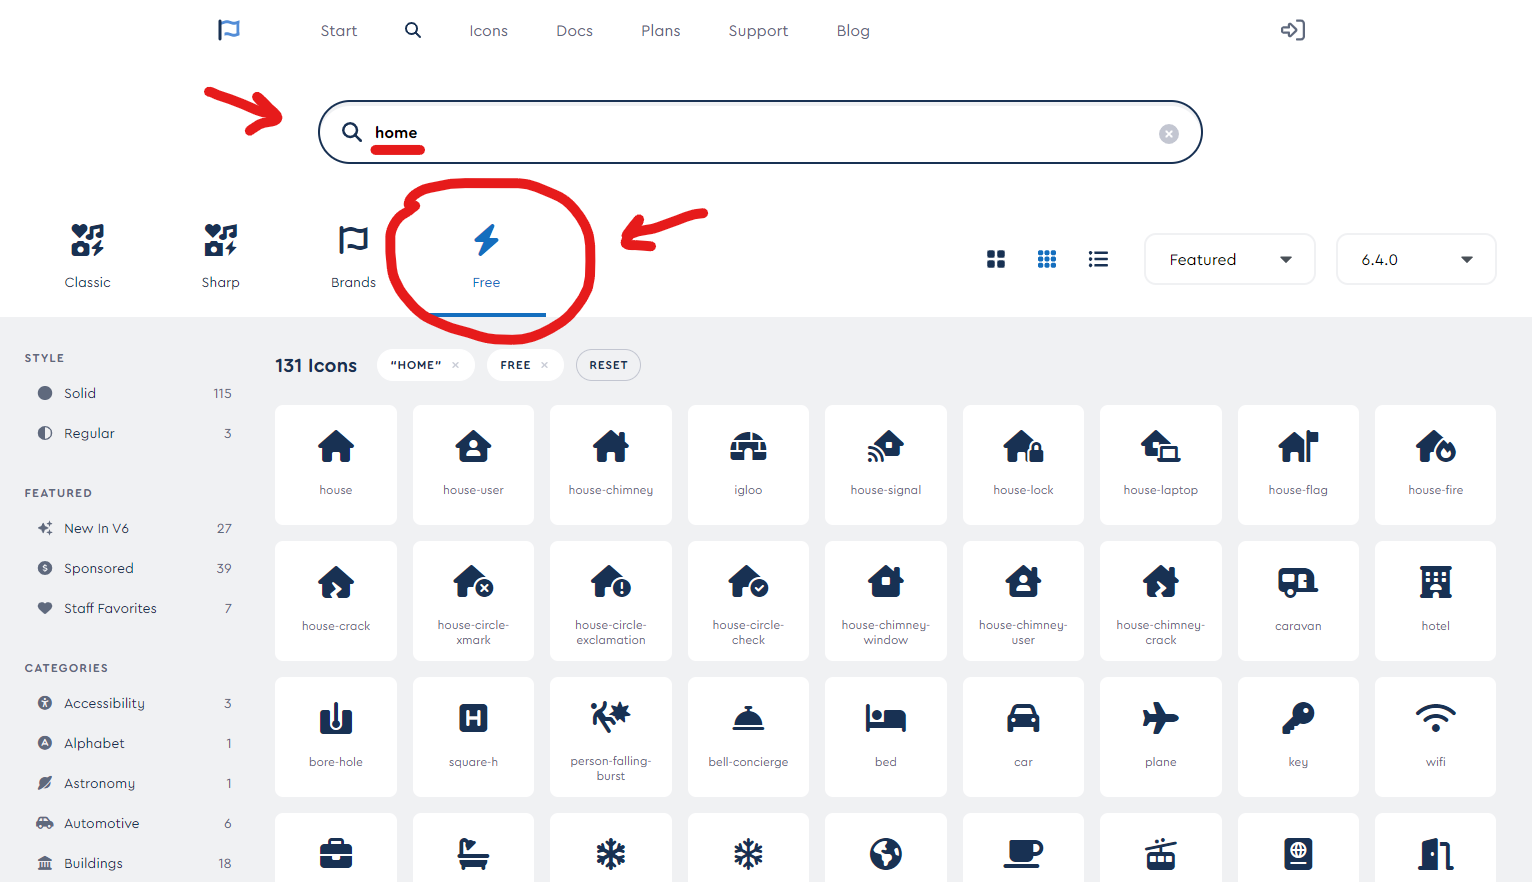 Start Icons Docs Plans Support Blog
home
Classic Sharp Brands Free Featured 6.4.0
STYLE
Solid 115
Regular 3
FEATURED
New In V6 27
Sponsored 39
Staff Favorites 7
CATEGORIES
Accessibility 3
Alphabet 1
Astronomy 1
Automotive 6
Buildings 18
131 Icons "HOME" × FREE × RESET
house house-user house-chimney igloo house-signal house-lock house-laptop house-flag house-fire
house-crack house-circle- house-circle- house-circle- house-chimney- house-chimney- house-chimney- caravan hotel
xmark exclamation check window user crack
bore-hole square-h person-falling- bell-concierge bed car plane key wifi
burst